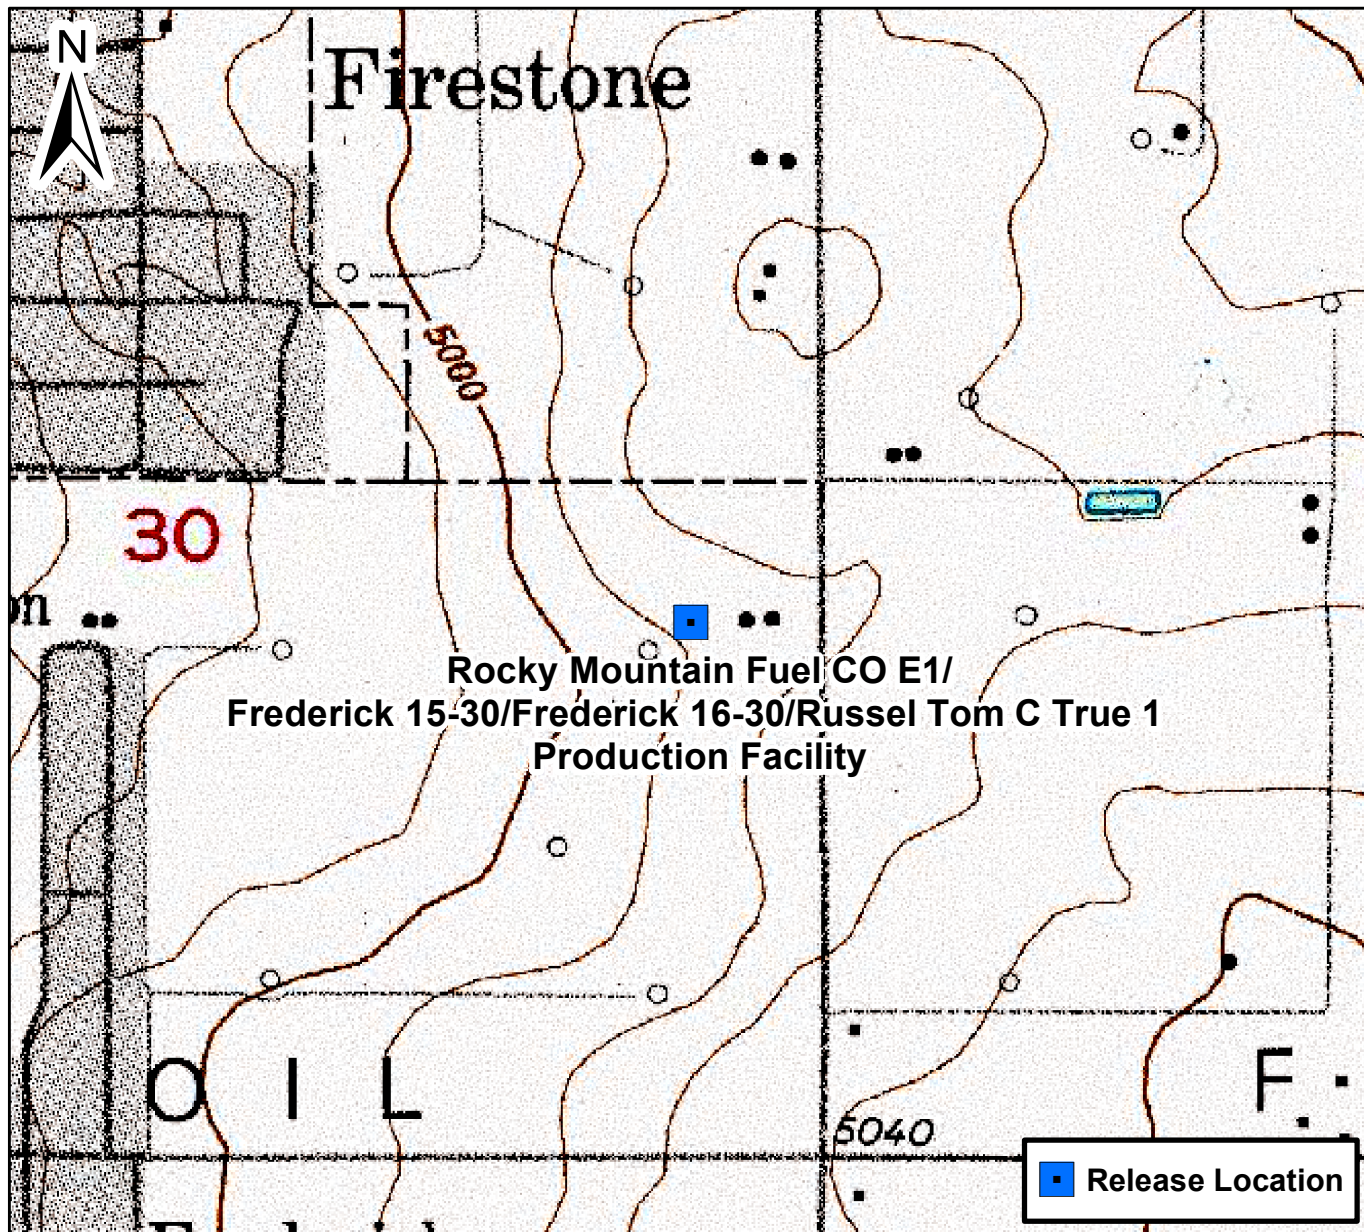 N
Firestone
5000
30
on
Rocky Mountain Fuel CO E1/
Frederick 15-30/Frederick 16-30/Russel Tom C True 1
Production Facility
O I L
F
5040
Release Location